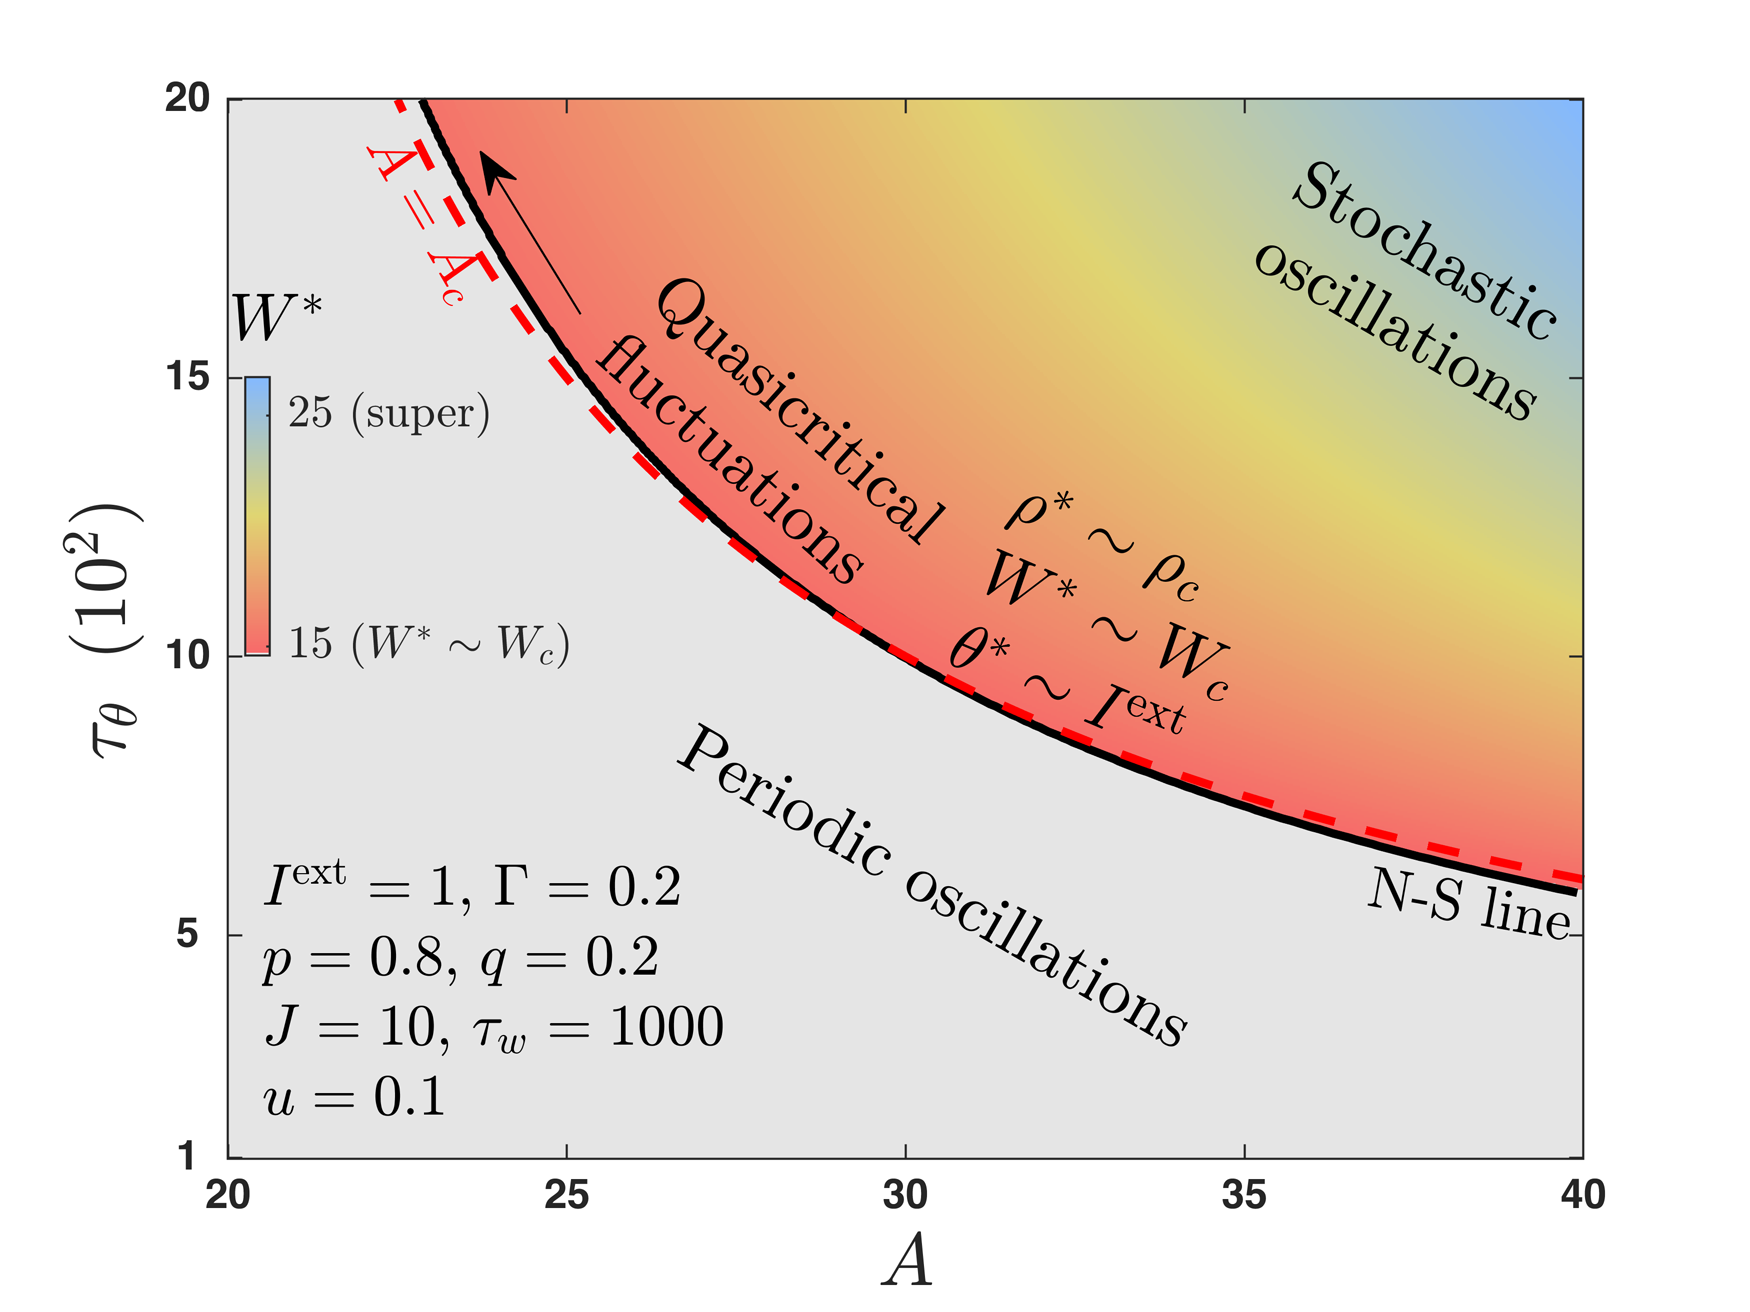 20
15
10
5
1
τ_θ (10²)
A = A_c
W*
25 (super)
15 (W* ∼ W_c)
Stochastic
oscillations
Quasicritical
fluctuations
ρ* ∼ ρ_c
W* ∼ W_c
θ* ∼ I^ext
Periodic oscillations
N-S line
I^ext = 1, Γ = 0.2
p = 0.8, q = 0.2
J = 10, τ_w = 1000
u = 0.1
20 25 30 35 40
A